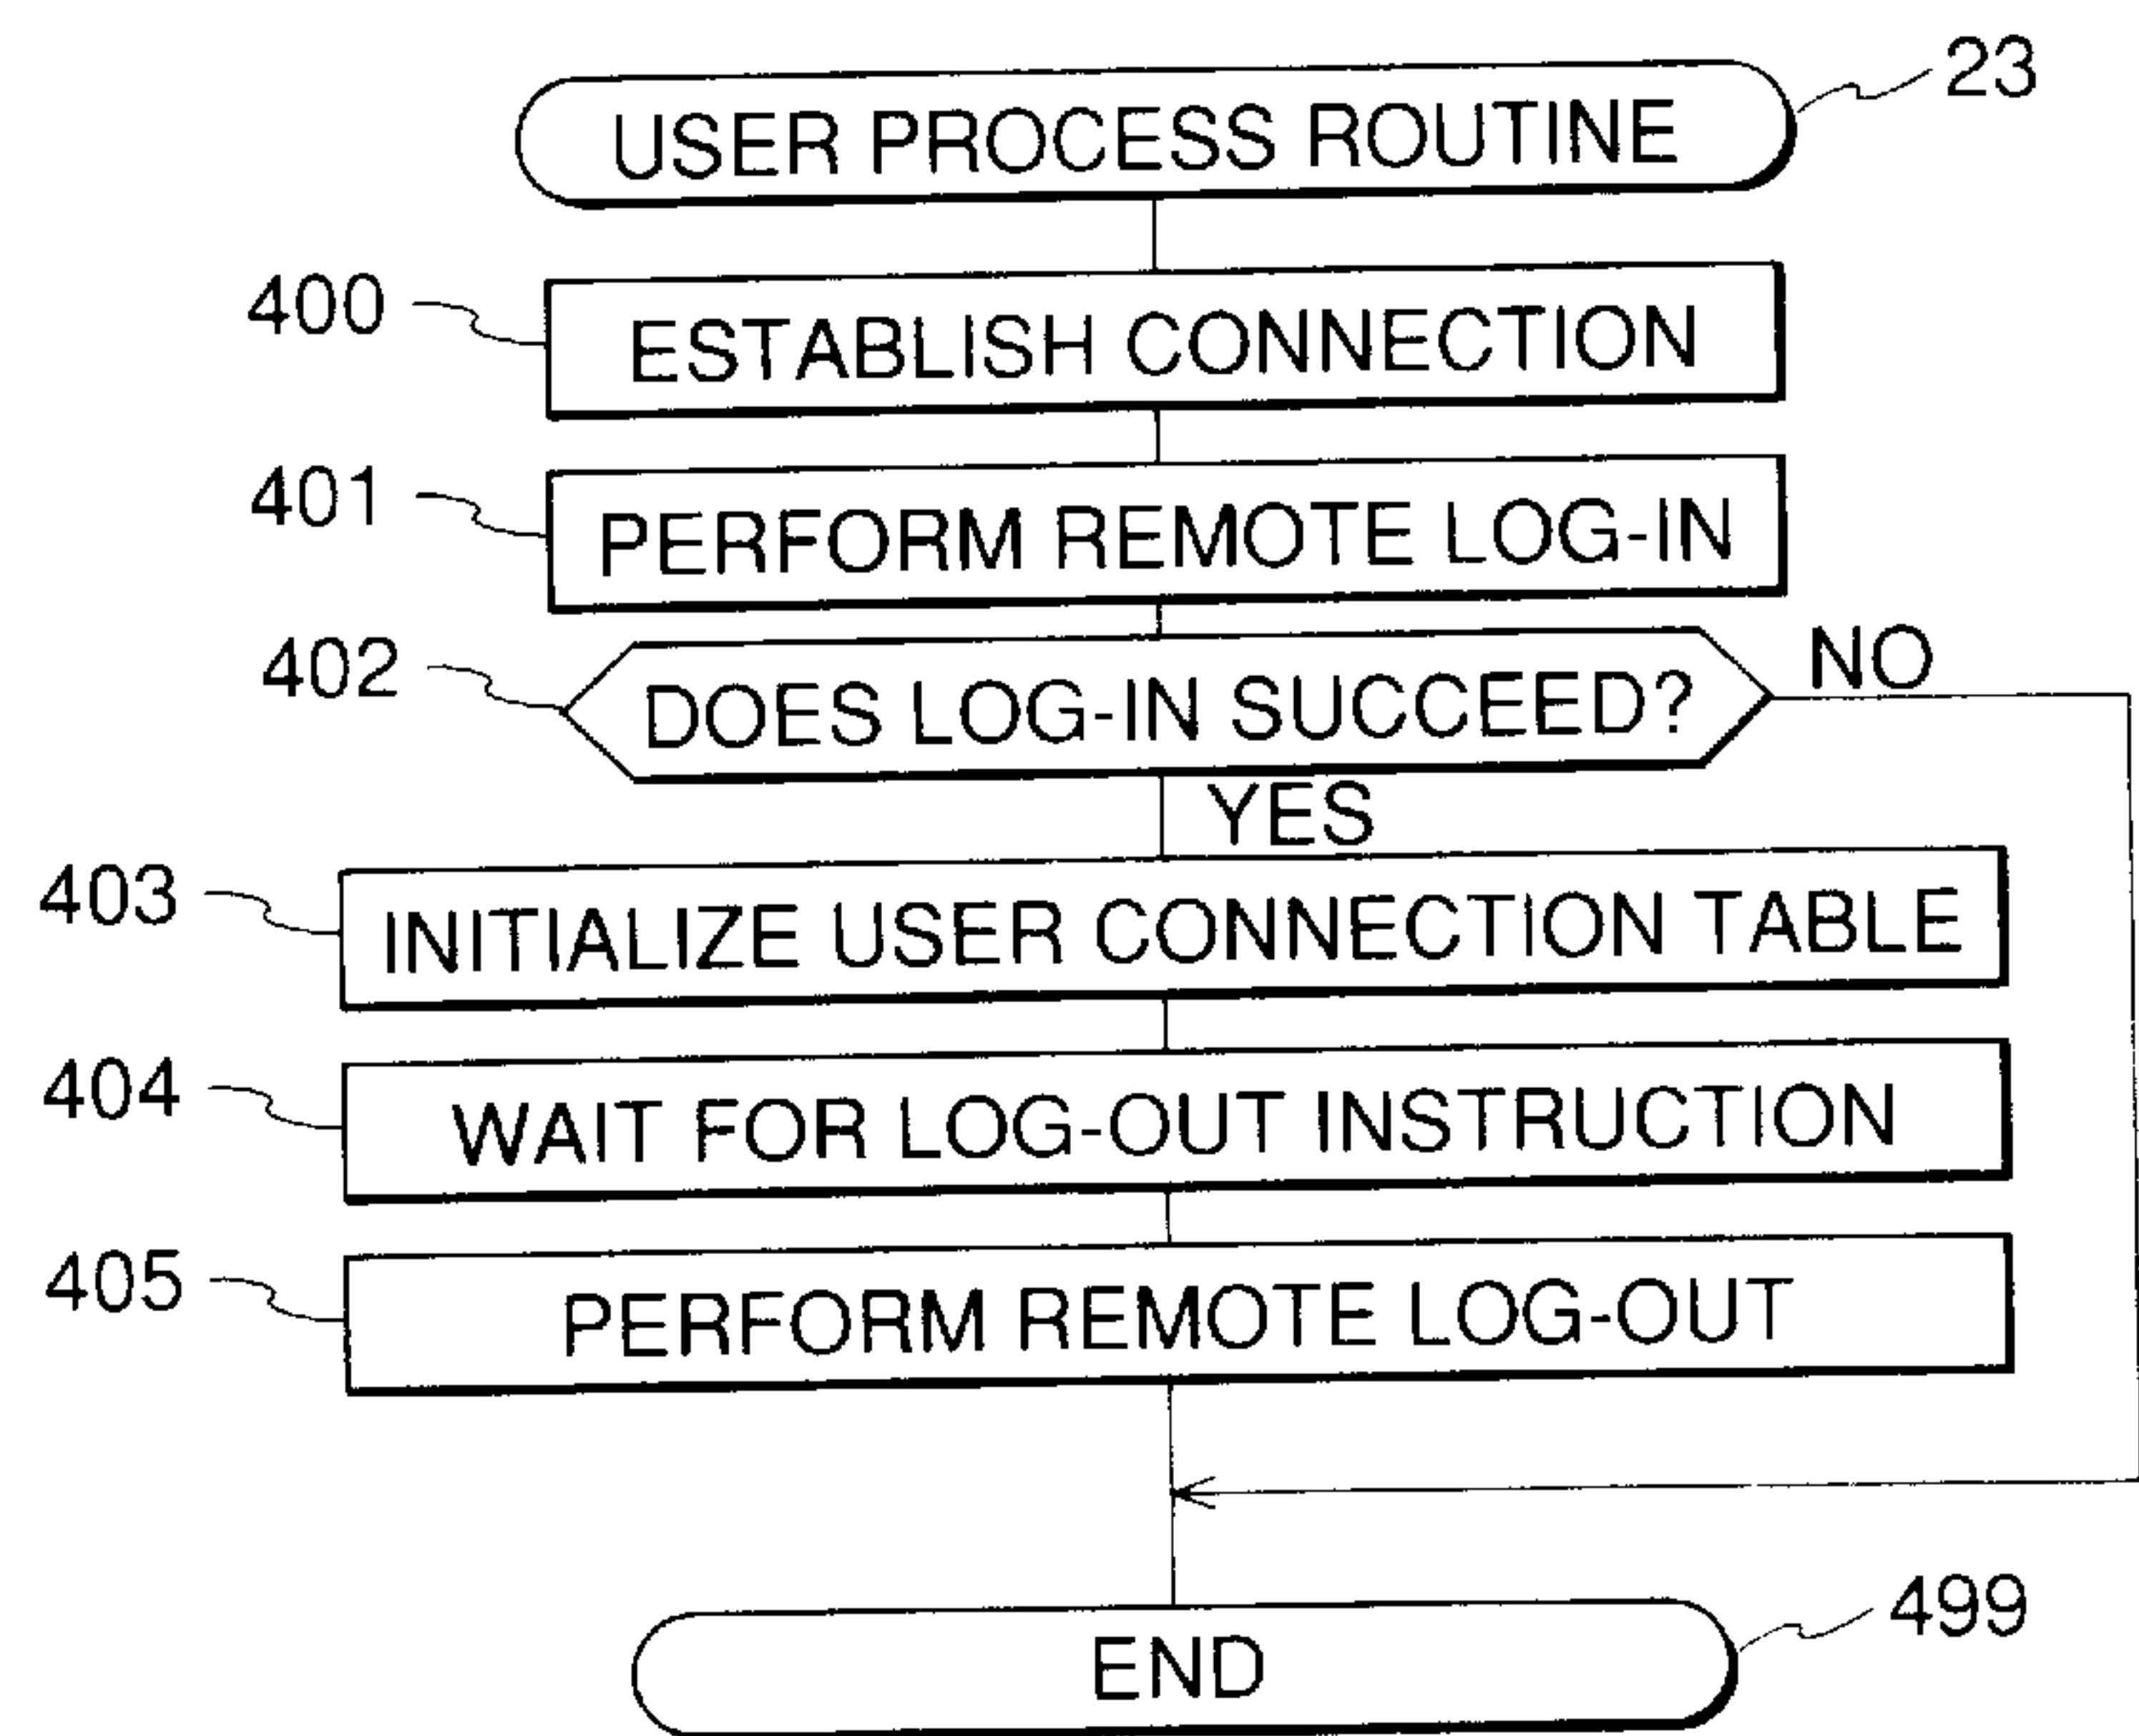 USER PROCESS ROUTINE
23
400
ESTABLISH CONNECTION
401
PERFORM REMOTE LOG-IN
402
DOES LOG-IN SUCCEED?
NO
YES
403
INITIALIZE USER CONNECTION TABLE
404
WAIT FOR LOG-OUT INSTRUCTION
405
PERFORM REMOTE LOG-OUT
END
499